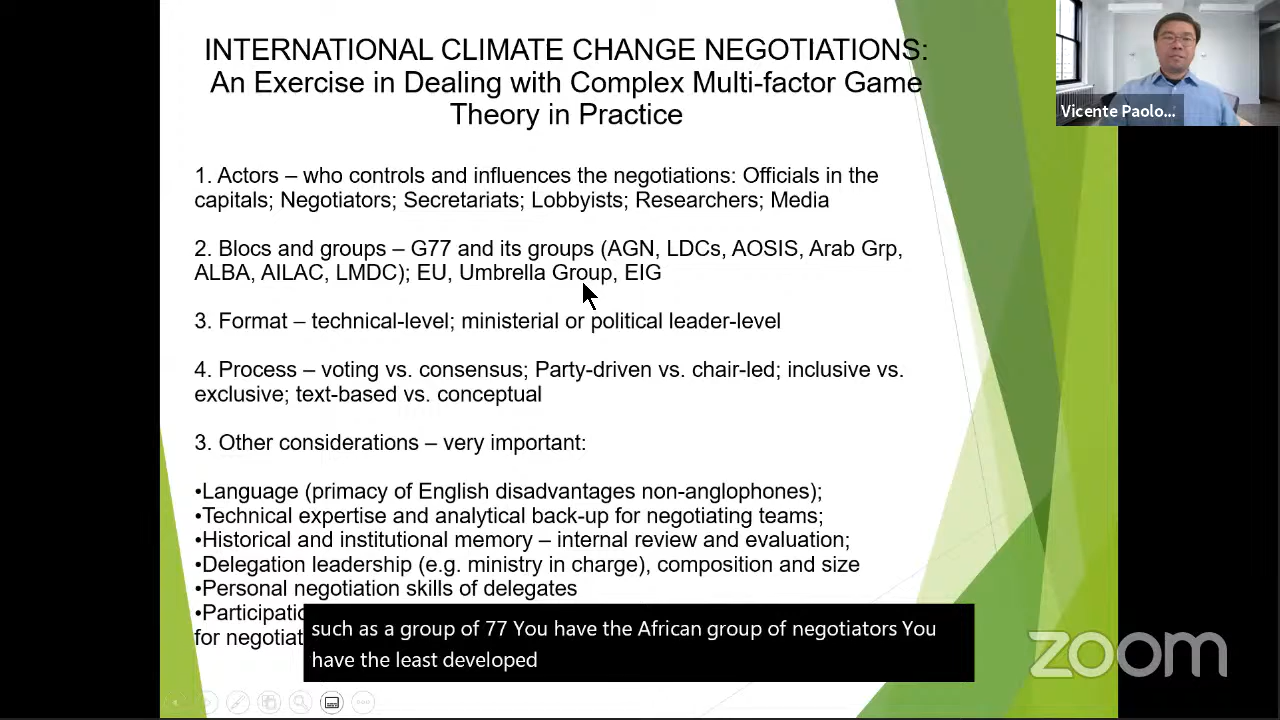 INTERNATIONAL CLIMATE CHANGE NEGOTIATIONS:
An Exercise in Dealing with Complex Multi-factor Game
Theory in Practice
Vicente Paolo...
1. Actors – who controls and influences the negotiations: Officials in the
capitals; Negotiators; Secretariats; Lobbyists; Researchers; Media
2. Blocs and groups – G77 and its groups (AGN, LDCs, AOSIS, Arab Grp,
ALBA, AILAC, LMDC); EU, Umbrella Group, EIG
3. Format – technical-level; ministerial or political leader-level
4. Process – voting vs. consensus; Party-driven vs. chair-led; inclusive vs.
exclusive; text-based vs. conceptual
3. Other considerations – very important:
•Language (primacy of English disadvantages non-anglophones);
•Technical expertise and analytical back-up for negotiating teams;
•Historical and institutional memory – internal review and evaluation;
•Delegation leadership (e.g. ministry in charge), composition and size
•Personal negotiation skills of delegates
such as a group of 77 You have the African group of negotiators You
have the least developed
for
zoom